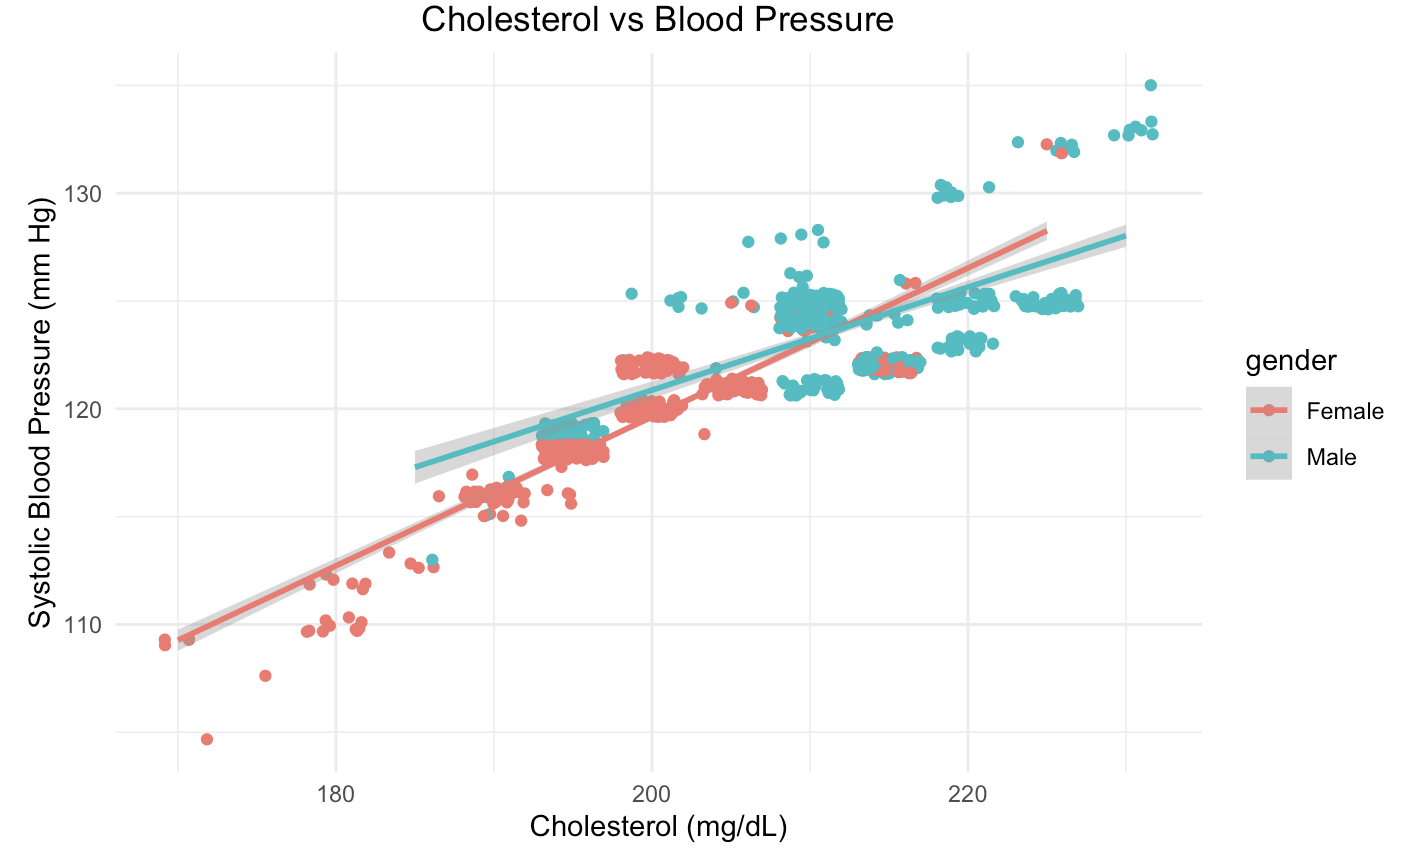 Cholesterol vs Blood Pressure
Systolic Blood Pressure (mm Hg)
130
120
110
180
200
220
Cholesterol (mg/dL)
gender
Female
Male